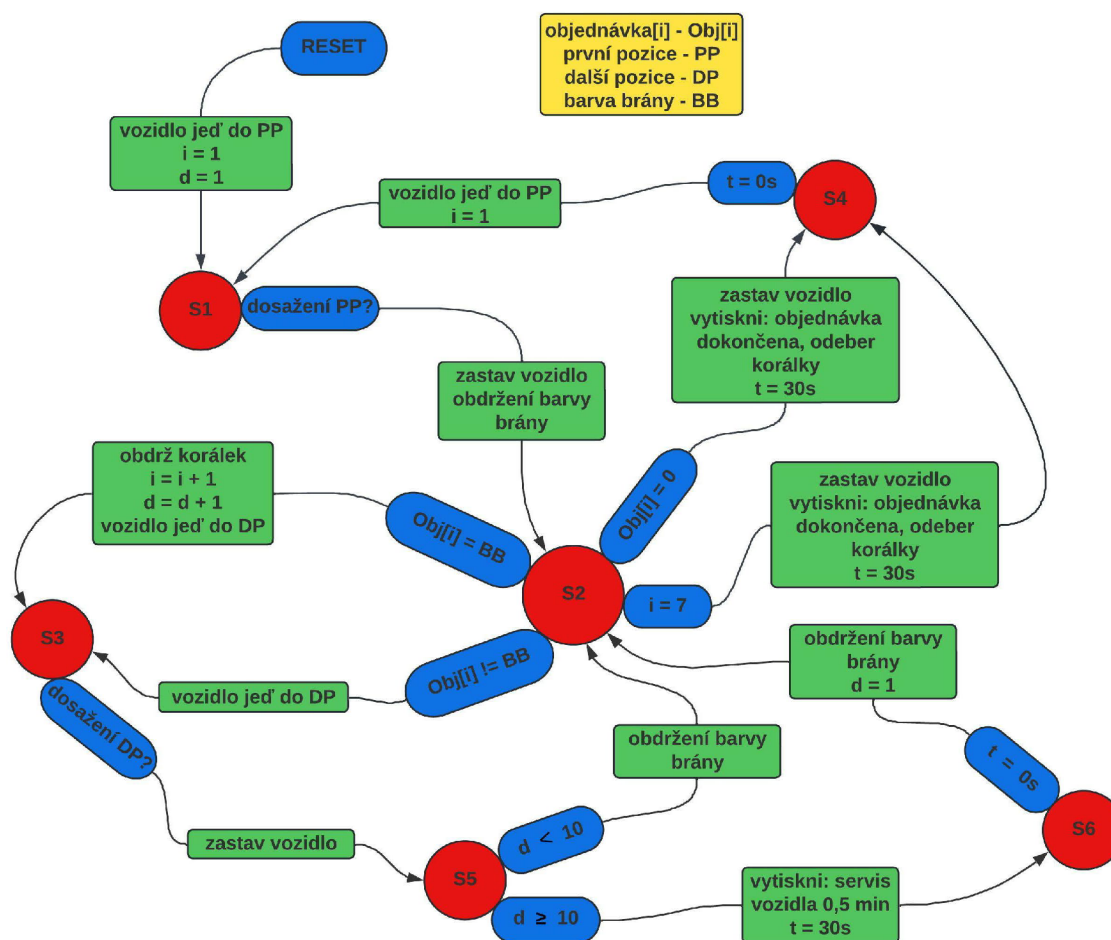 RESET
objednávka[i] - Obj[i]
první pozice - PP
další pozice - DP
barva brány - BB
vozidlo jeď do PP
i = 1
d = 1
vozidlo jeď do PP
i = 1
t = 0s
S4
S1
dosažení PP?
zastav vozidlo
vytiskni: objednávka
dokončena, odeber
korálky
t = 30s
zastav vozidlo
obdržení barvy
brány
obdrž korálek
i = i + 1
d = d + 1
vozidlo jeď do DP
Obj[i] = BB
Obj[i] = 0
zastav vozidlo
vytiskni: objednávka
dokončena, odeber
korálky
t = 30s
S2
i = 7
S3
Obj[i] != BB
vozidlo jeď do DP
obdržení barvy
brány
d = 1
dosažení DP?
obdržení barvy
brány
t = 0s
zastav vozidlo
d < 10
S5
d ≥ 10
vytiskni: servis
vozidla 0,5 min
t = 30s
S6